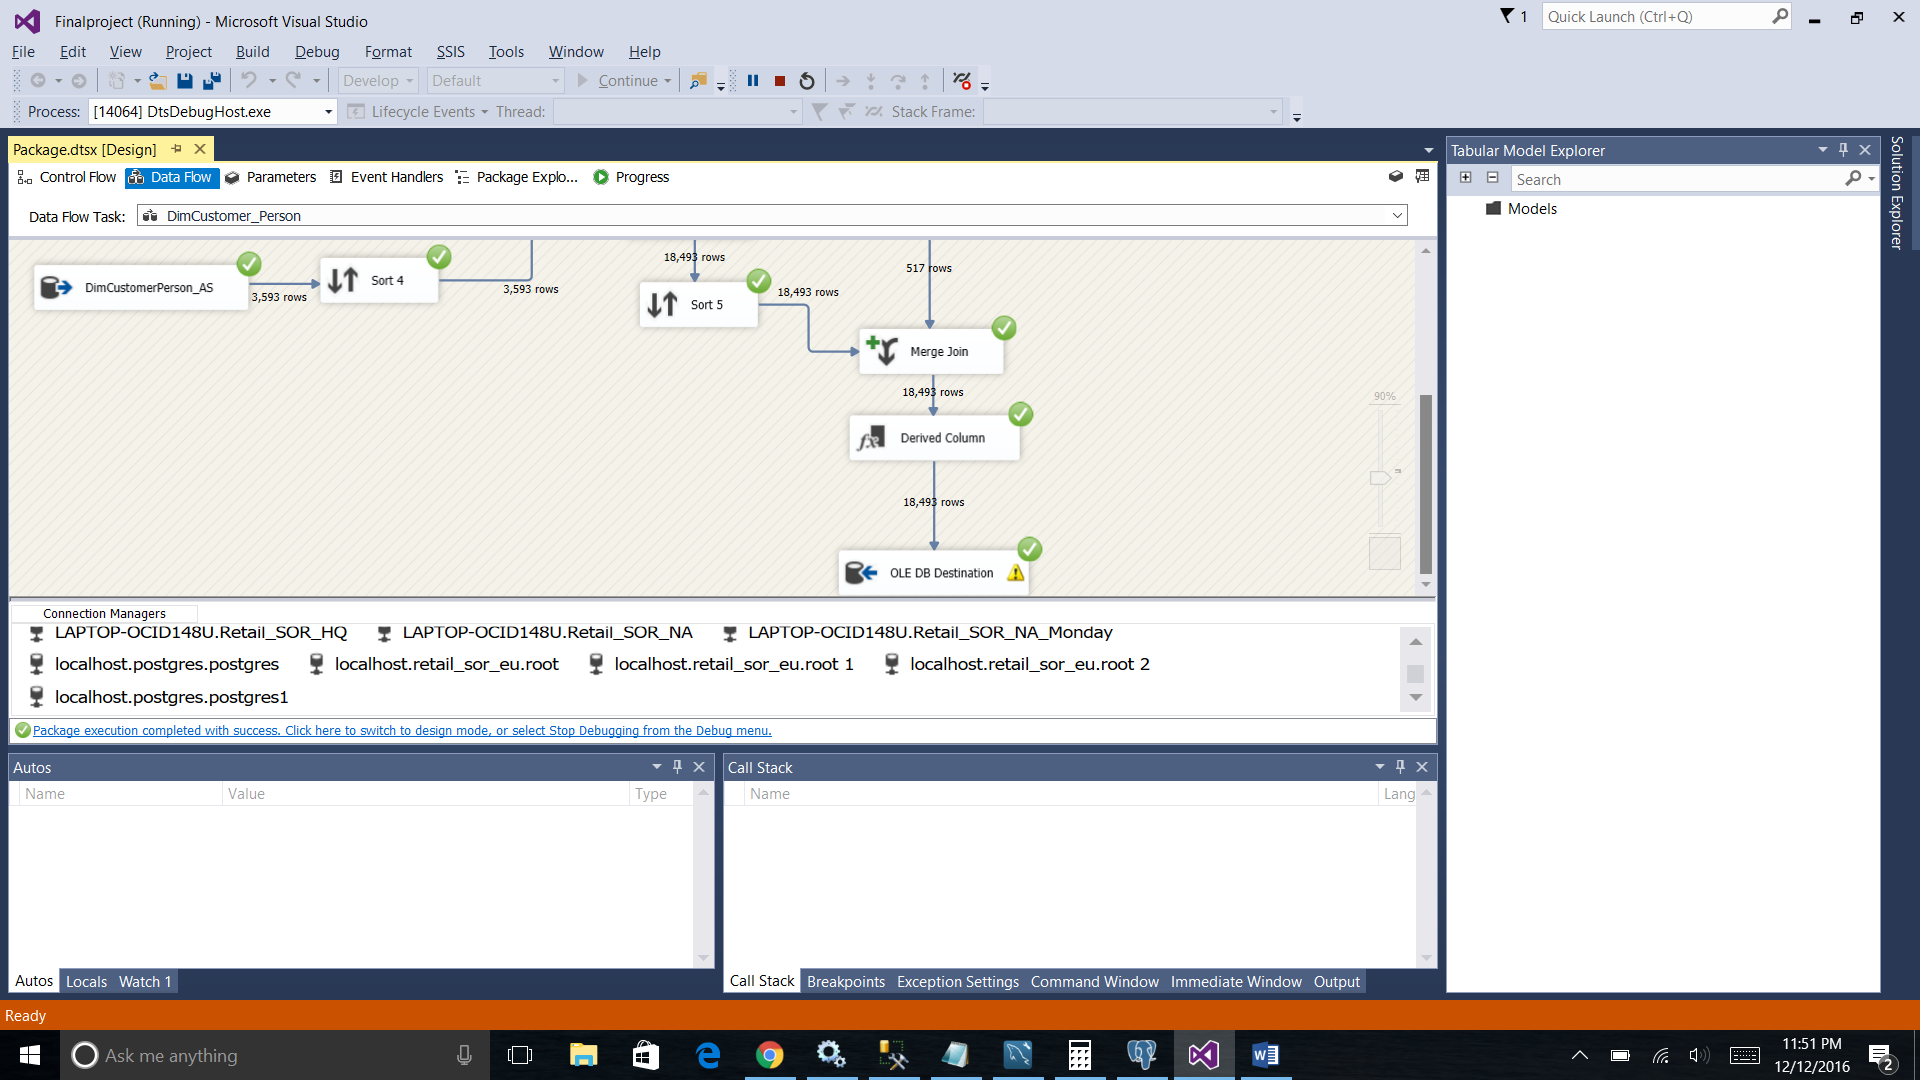 Finalproject (Running) - Microsoft Visual Studio
1
Quick Launch (Ctrl+Q)
File Edit View Project Build Debug Format SSIS Tools Window Help
Develop Default Continue
Process: [14064] DtsDebugHost.exe Lifecycle Events Thread: Stack Frame:
Package.dtsx [Design]
Control Flow Data Flow Parameters Event Handlers Package Explo... Progress
Data Flow Task: DimCustomer_Person
DimCustomerPerson_AS
3,593 rows
Sort 4
3,593 rows
18,493 rows
Sort 5
18,493 rows
517 rows
Merge Join
18,493 rows
Derived Column
18,493 rows
OLE DB Destination
90%
Connection Managers
LAPTOP-OCID148U.Retail_SOR_HQ LAPTOP-OCID148U.Retail_SOR_NA LAPTOP-OCID148U.Retail_SOR_NA_Monday
localhost.postgres.postgres localhost.retail_sor_eu.root localhost.retail_sor_eu.root 1 localhost.retail_sor_eu.root 2
localhost.postgres.postgres1
Package execution completed with success. Click here to switch to design mode, or select Stop Debugging from the Debug menu.
Autos
Name Value Type
Autos Locals Watch 1
Call Stack
Name Lang
Call Stack Breakpoints Exception Settings Command Window Immediate Window Output
Tabular Model Explorer
Search
Models
Solution Explorer
Ready
Ask me anything
11:51 PM
12/12/2016
2